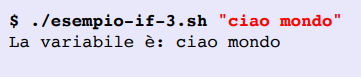 $ ./esempio-if-3.sh "ciao mondo"
La variabile è: ciao mondo